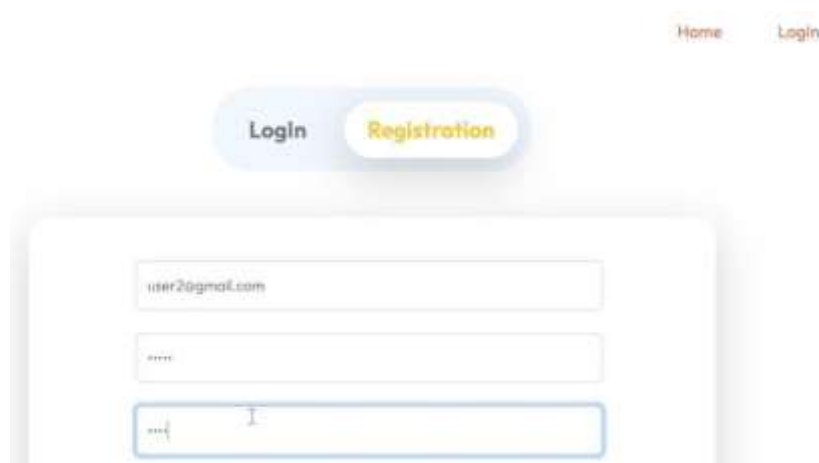 Home LogIn
LogIn Registration
user2@gmail.com
•••••
••••